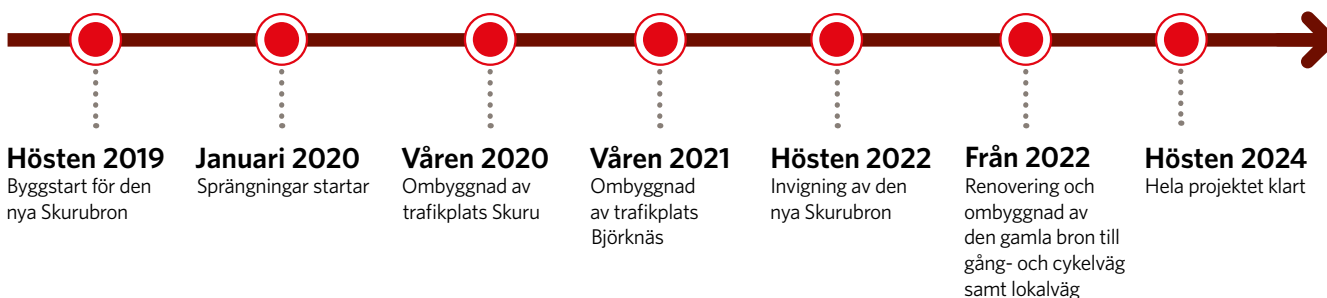 Hösten 2019
Byggstart för den
nya Skurubron
Januari 2020
Sprängningar startar
Våren 2020
Ombyggnad av
trafikplats Skuru
Våren 2021
Ombyggnad
av trafikplats
Björknäs
Hösten 2022
Invigning av den
nya Skurubron
Från 2022
Renovering och
ombyggnad av
den gamla bron till
gång- och cykelväg
samt lokalväg
Hösten 2024
Hela projektet klart